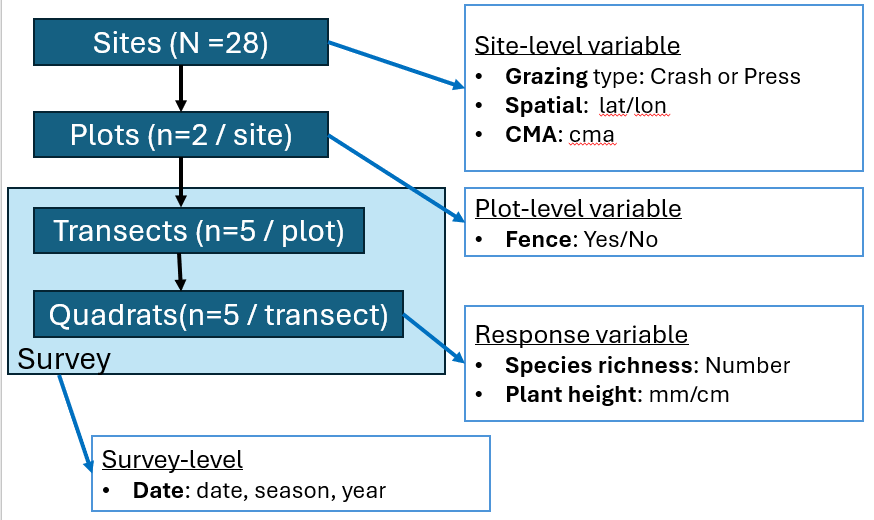 Sites (N =28)
Plots (n=2 / site)
Transects (n=5 / plot)
Quadrats(n=5 / transect)
Survey
Site-level variable
• Grazing type: Crash or Press
• Spatial: lat/lon
• CMA: cma
Plot-level variable
• Fence: Yes/No
Response variable
• Species richness: Number
• Plant height: mm/cm
Survey-level
• Date: date, season, year